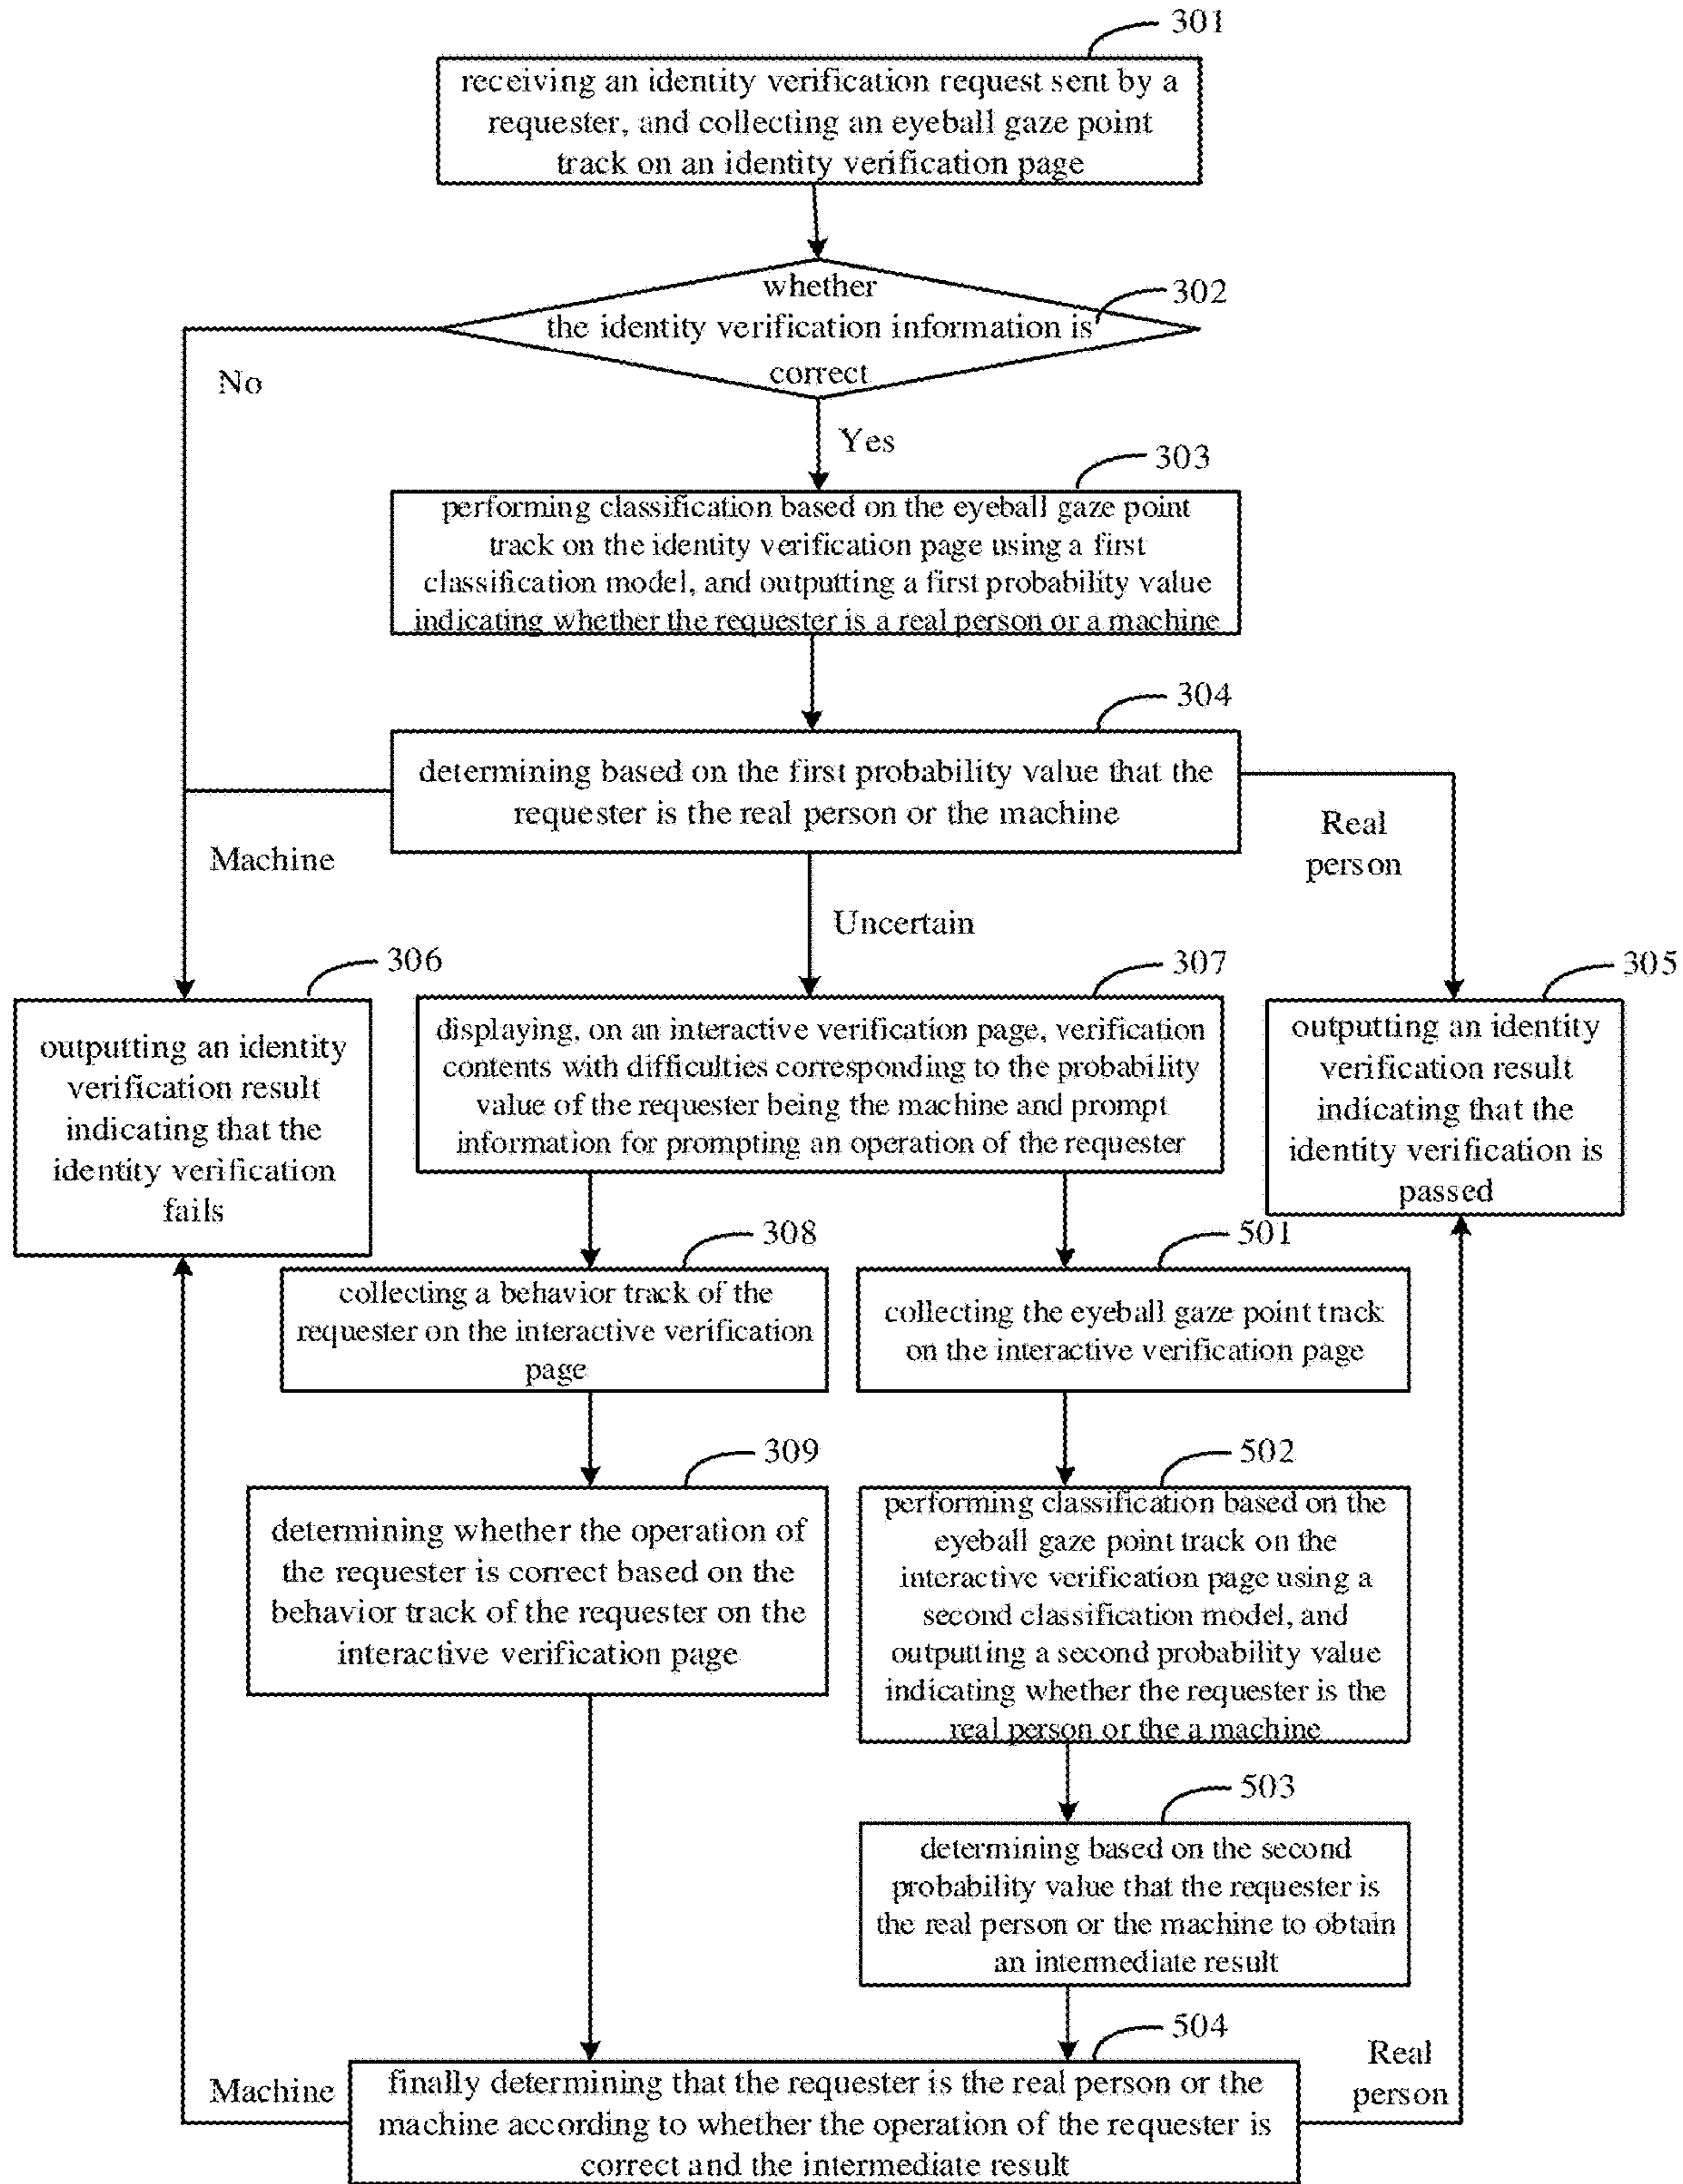 301
receiving an identity verification request sent by a
requester, and collecting an eyeball gaze point
track on an identity verification page
302
whether
the identity verification information is
correct
No
Yes
303
performing classification based on the eyeball gaze point
track on the identity verification page using a first
classification model, and outputting a first probability value
indicating whether the requester is a real person or a machine
304
determining based on the first probability value that the
requester is the real person or the machine
Machine
Real
person
Uncertain
306
outputting an identity
verification result
indicating that the
identity verification
fails
307
displaying, on an interactive verification page, verification
contents with difficulties corresponding to the probability
value of the requester being the machine and prompt
information for prompting an operation of the requester
305
outputting an identity
verification result
indicating that the
identity verification is
passed
308
collecting a behavior track of the
requester on the interactive verification
page
501
collecting the eyeball gaze point track
on the interactive verification page
309
determining whether the operation of
the requester is correct based on the
behavior track of the requester on the
interactive verification page
502
performing classification based on the
eyeball gaze point track on the
interactive verification page using a
second classification model, and
outputting a second probability value
indicating whether the requester is the
real person or the a machine
503
determining based on the second
probability value that the requester is
the real person or the machine to obtain
an intermediate result
504
finally determining that the requester is the real person or the
machine according to whether the operation of the requester is
correct and the intermediate result
Machine
Real
person